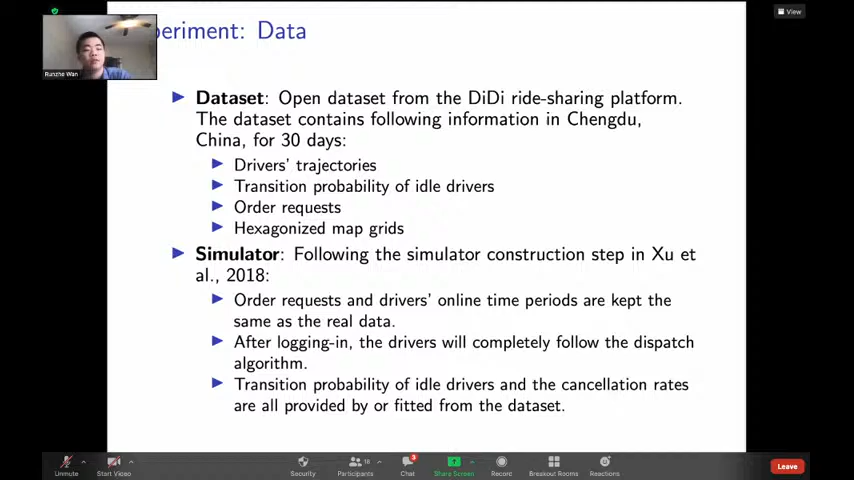 View
periment: Data
Runzhe Wan
Dataset: Open dataset from the DiDi ride-sharing platform.
The dataset contains following information in Chengdu,
China, for 30 days:
Drivers' trajectories
Transition probability of idle drivers
Order requests
Hexagonized map grids
Simulator: Following the simulator construction step in Xu et
al., 2018:
Order requests and drivers' online time periods are kept the
same as the real data.
After logging-in, the drivers will completely follow the dispatch
algorithm.
Transition probability of idle drivers and the cancellation rates
are all provided by or fitted from the dataset.
Unmute
Start Video
Security
Participants
18
Chat
3
Share Screen
Record
Breakout Rooms
Reactions
Leave